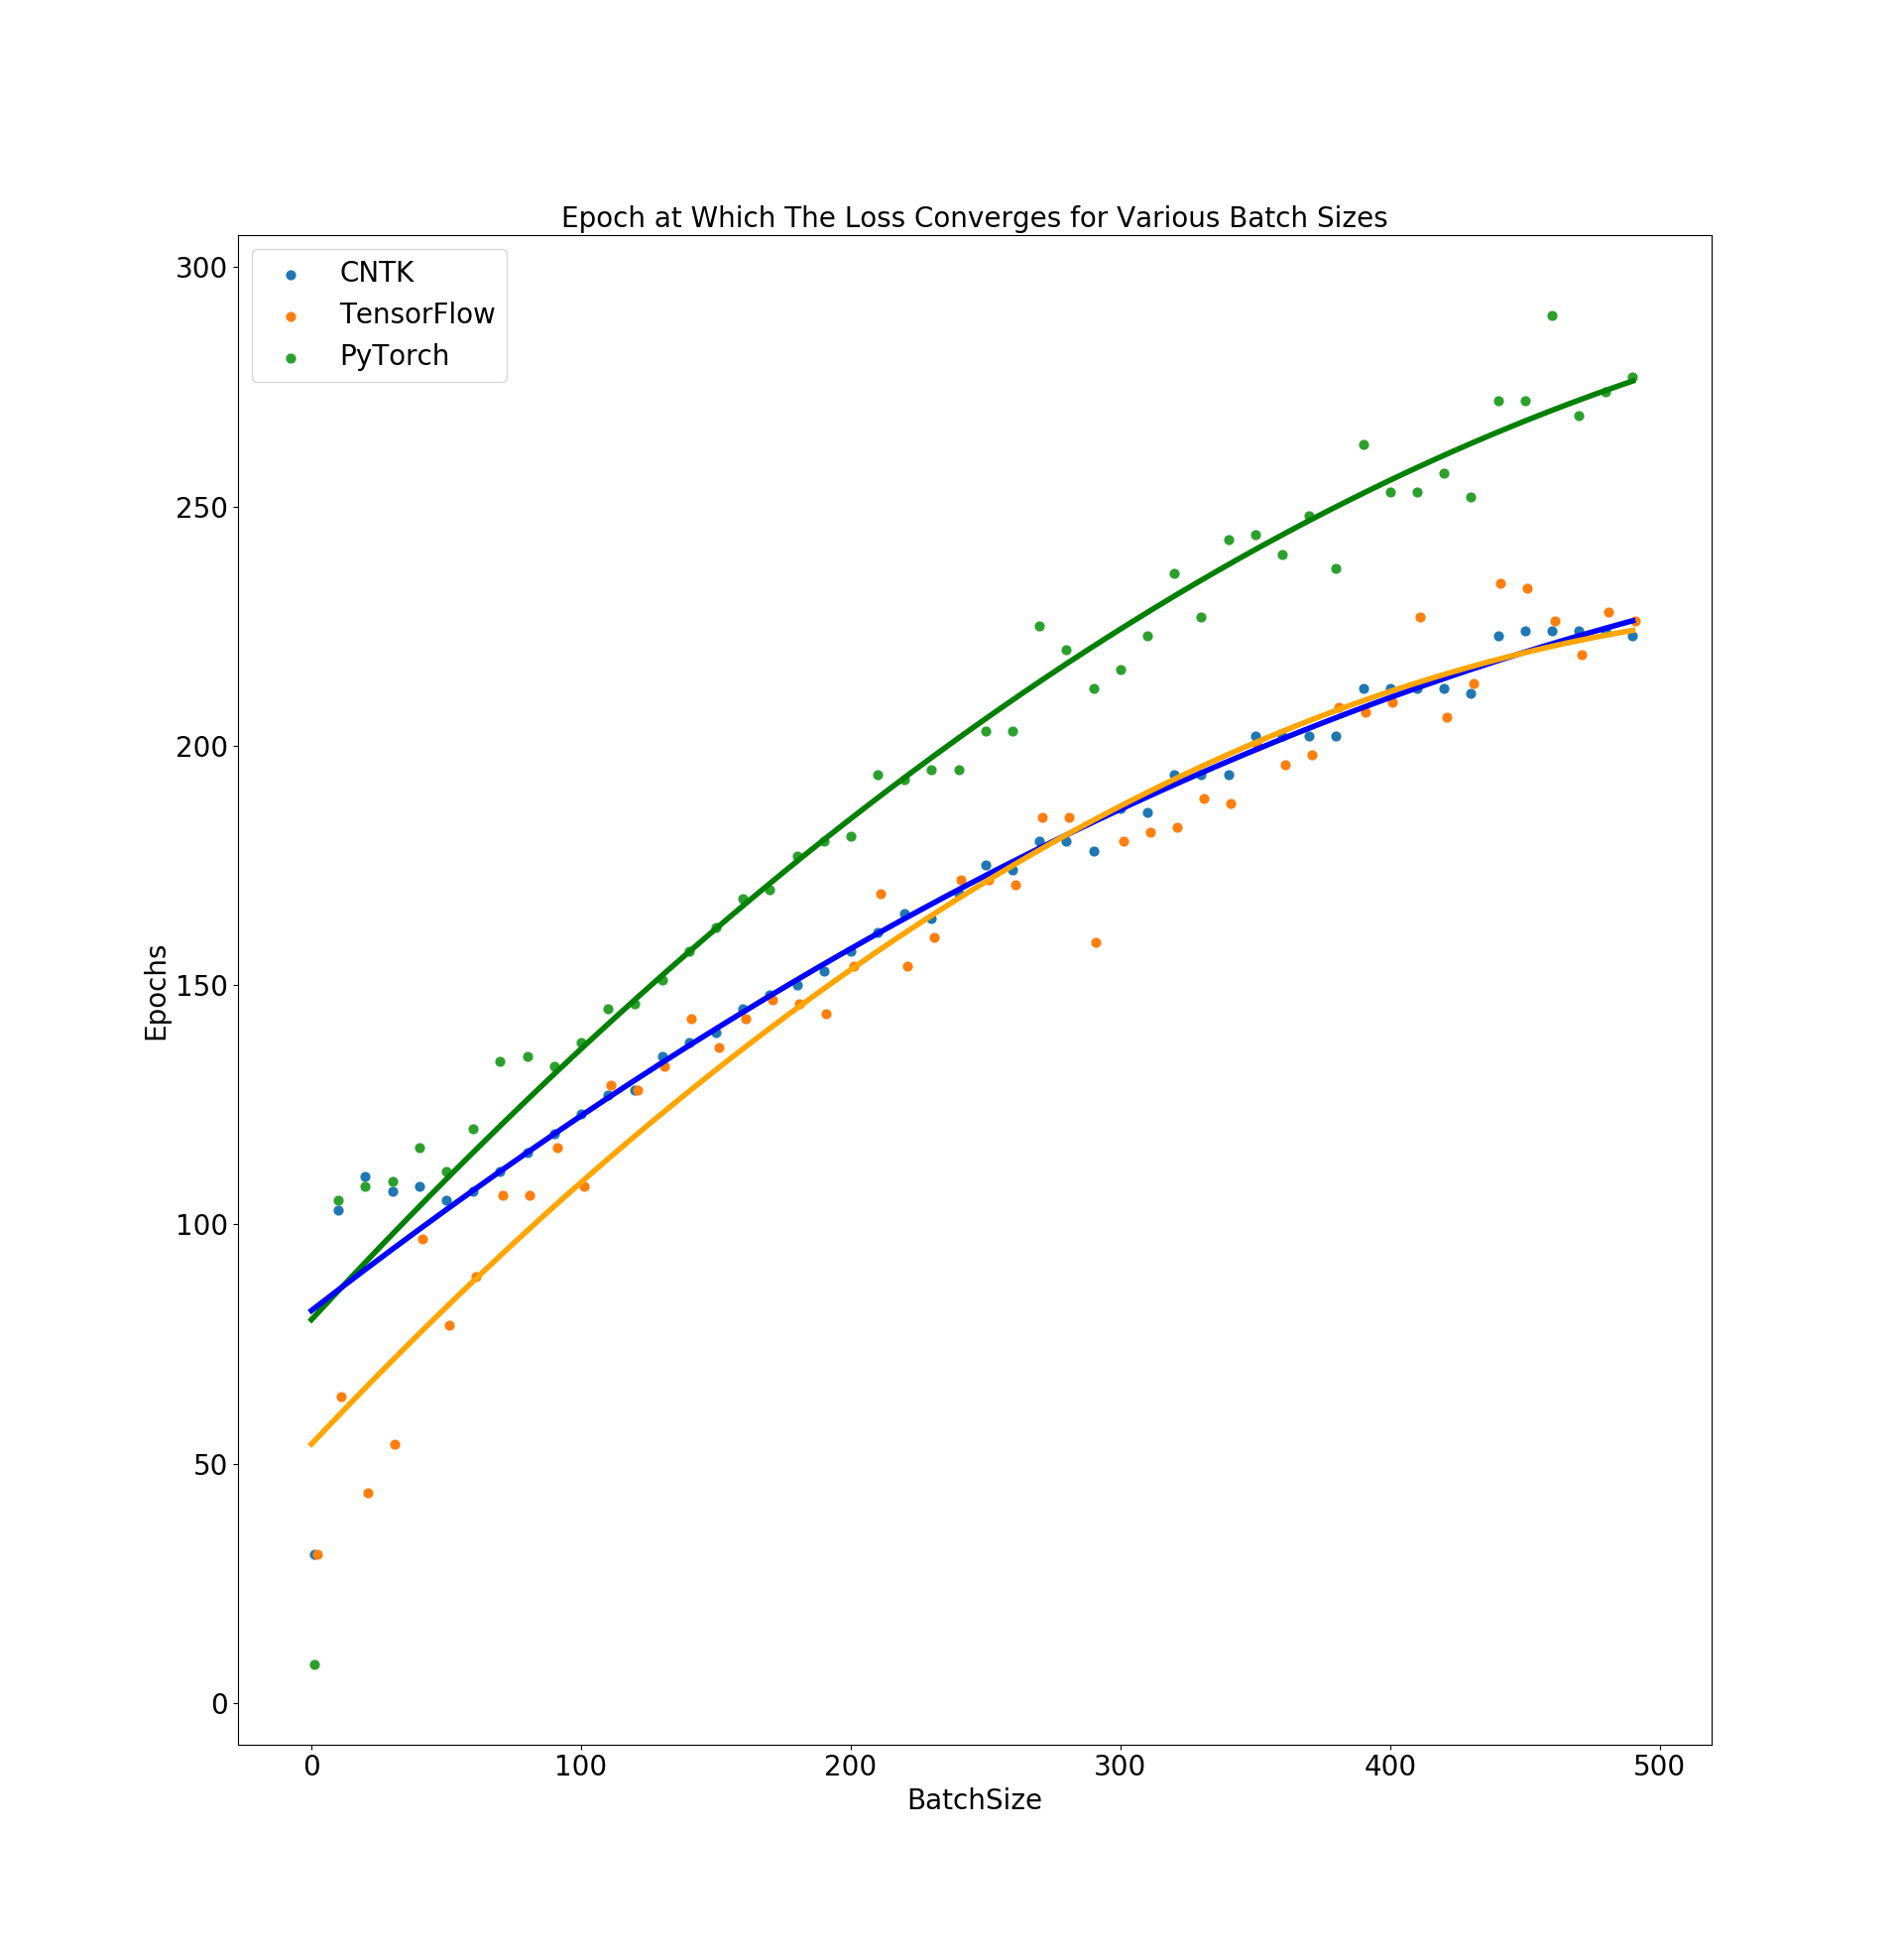 Epoch at Which The Loss Converges for Various Batch Sizes
CNTK
TensorFlow
PyTorch
300
250
200
150
100
50
0
Epochs
0 100 200 300 400 500
BatchSize